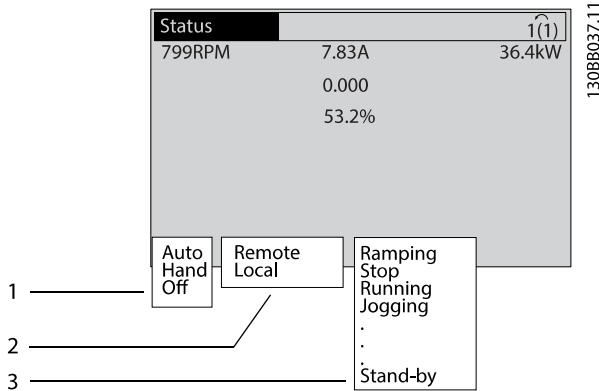 Status 1(1)
799RPM 7.83A 36.4kW
0.000
53.2%
Auto
Hand
Off
Remote
Local
Ramping
Stop
Running
Jogging
.
.
.
Stand-by
1
2
3
130BB037.11